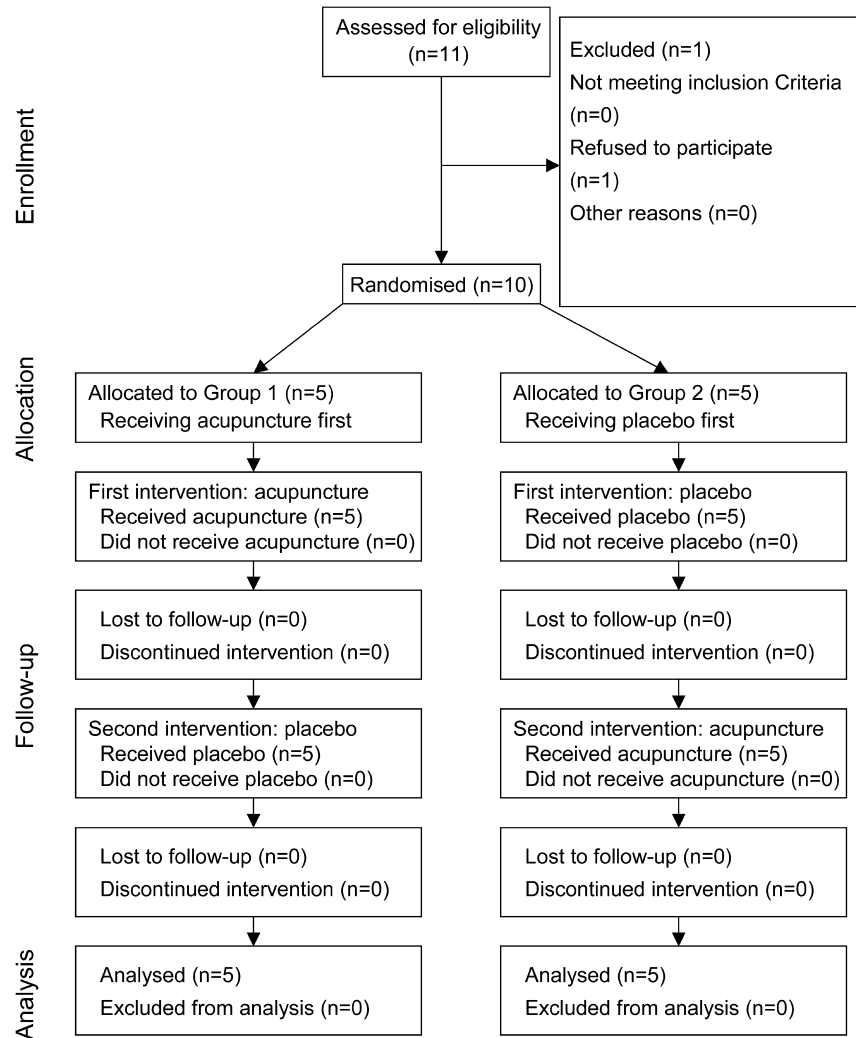 Assessed for eligibility
(n=11)
Excluded (n=1)
Not meeting inclusion Criteria
(n=0)
Refused to participate
(n=1)
Other reasons (n=0)
Enrollment
Randomised (n=10)
Allocation
Allocated to Group 1 (n=5)
Receiving acupuncture first
Allocated to Group 2 (n=5)
Receiving placebo first
First intervention: acupuncture
Received acupuncture (n=5)
Did not receive acupuncture (n=0)
First intervention: placebo
Received placebo (n=5)
Did not receive placebo (n=0)
Follow-up
Lost to follow-up (n=0)
Discontinued intervention (n=0)
Lost to follow-up (n=0)
Discontinued intervention (n=0)
Second intervention: placebo
Received placebo (n=5)
Did not receive placebo (n=0)
Second intervention: acupuncture
Received acupuncture (n=5)
Did not receive acupuncture (n=0)
Lost to follow-up (n=0)
Discontinued intervention (n=0)
Lost to follow-up (n=0)
Discontinued intervention (n=0)
Analysis
Analysed (n=5)
Excluded from analysis (n=0)
Analysed (n=5)
Excluded from analysis (n=0)